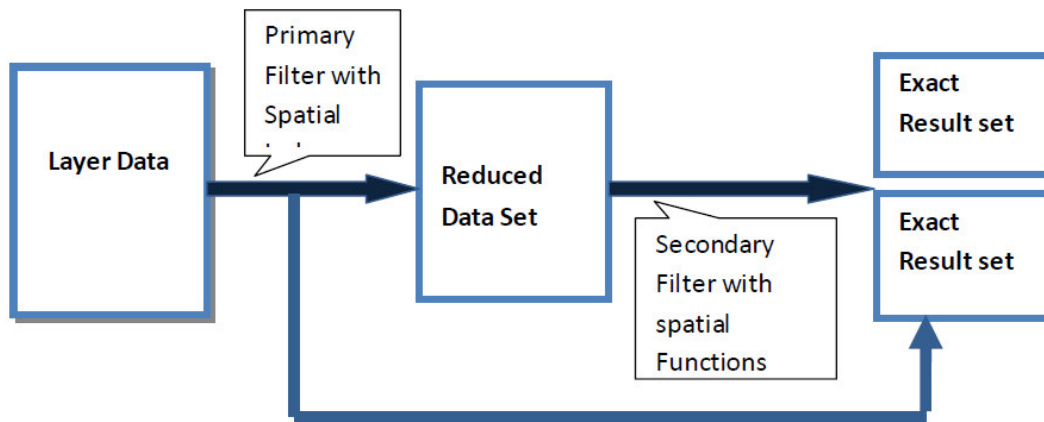 Primary
Filter with
Spatial
Layer Data
Reduced
Data Set
Secondary
Filter with
spatial
Functions
Exact
Result set
Exact
Result set